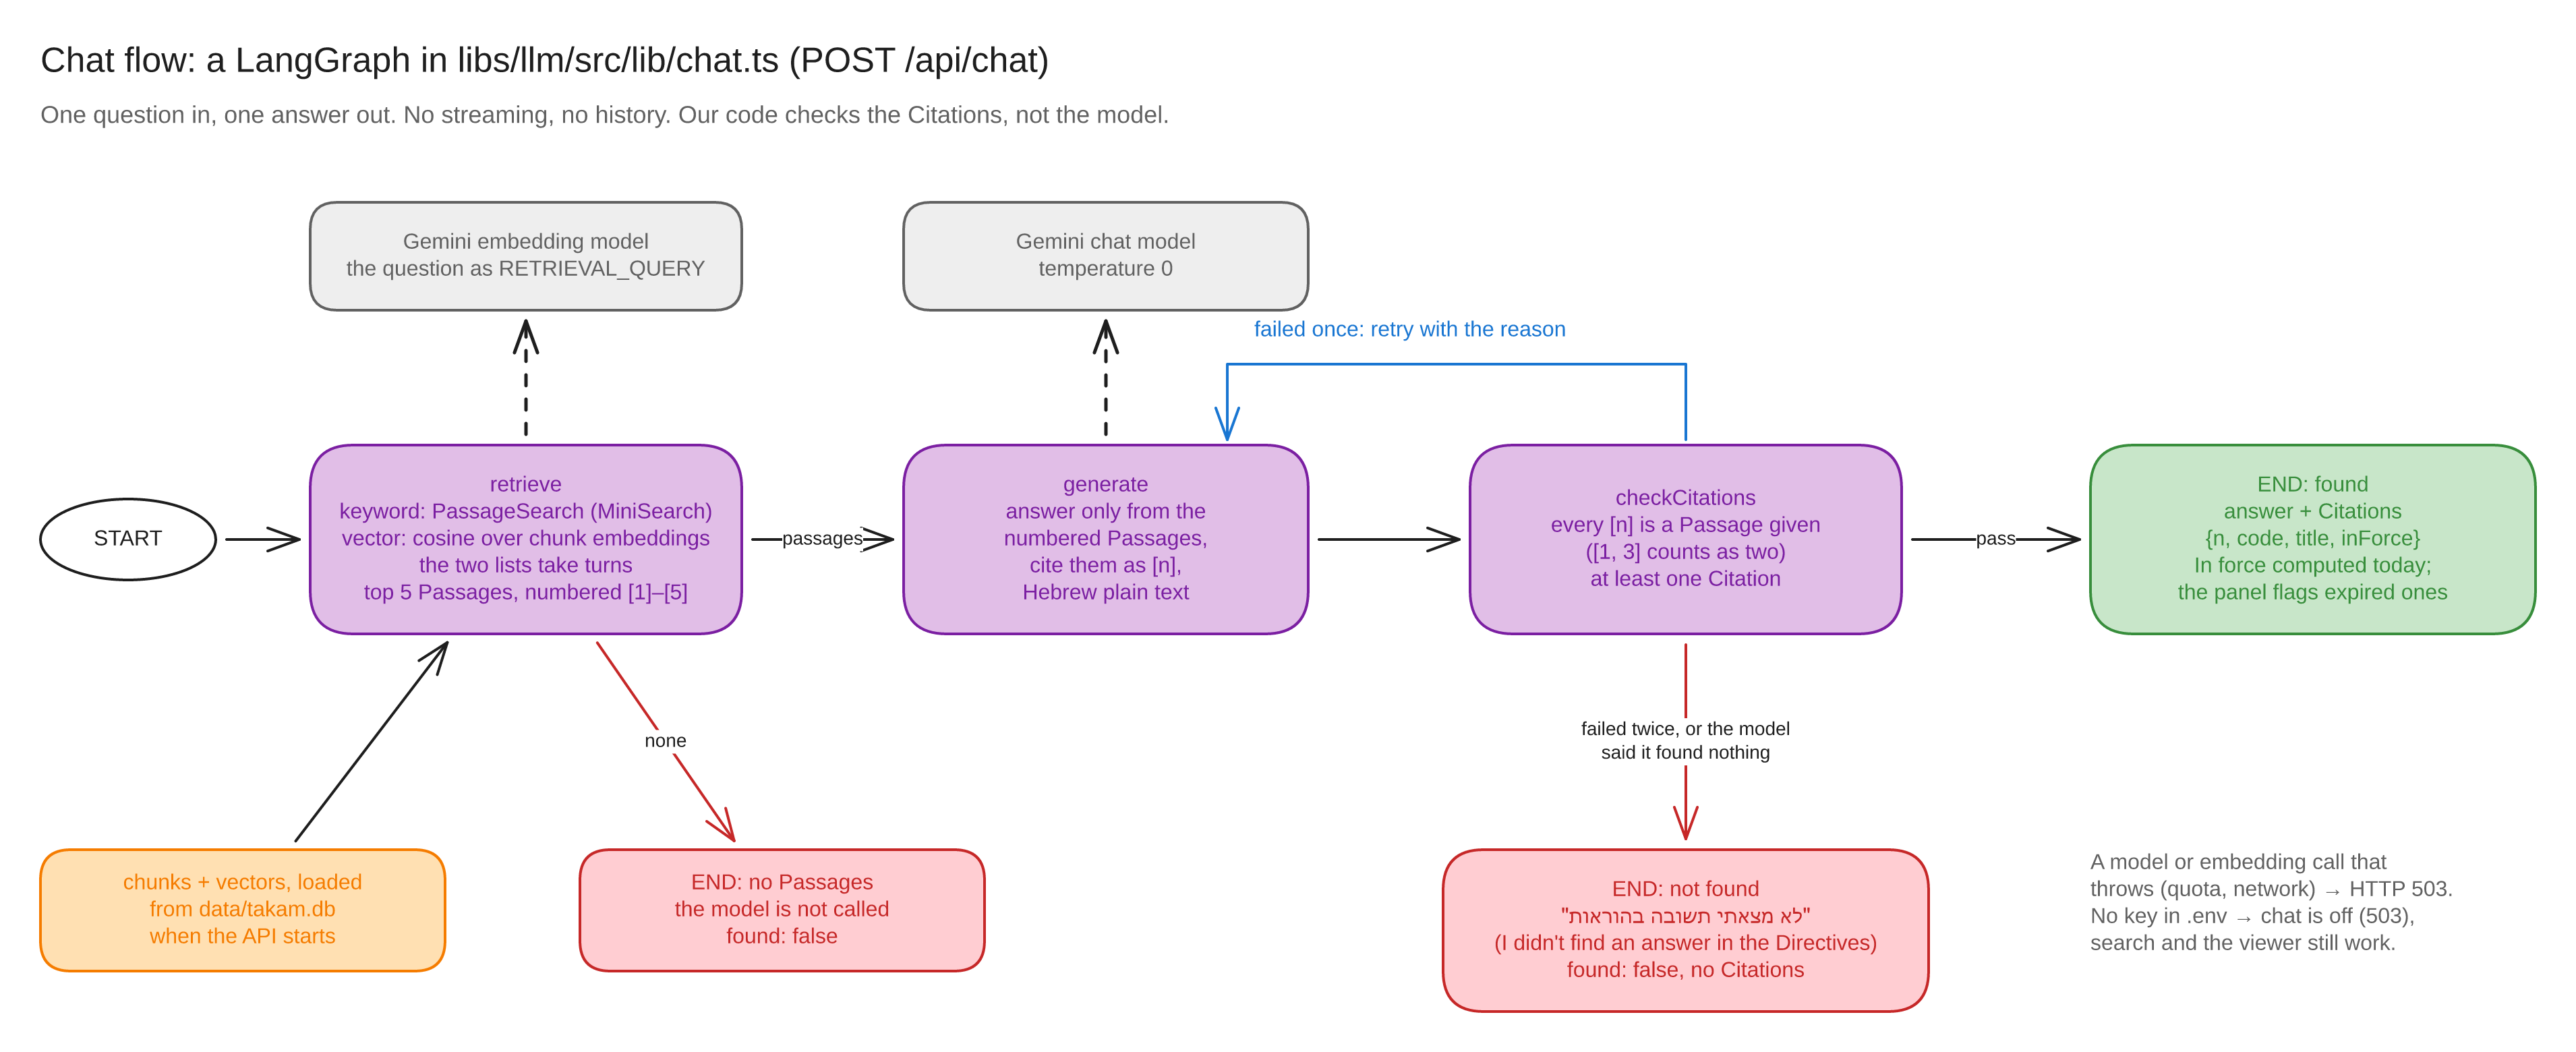 Chat flow: a LangGraph in libs/llm/src/lib/chat.ts (POST /api/chat)
One question in, one answer out. No streaming, no history. Our code checks the Citations, not the model.
Gemini embedding model
the question as RETRIEVAL_QUERY
Gemini chat model
temperature 0
failed once: retry with the reason
START
retrieve
keyword: PassageSearch (MiniSearch)
vector: cosine over chunk embeddings
the two lists take turns
top 5 Passages, numbered [1]–[5]
passages
generate
answer only from the
numbered Passages,
cite them as [n],
Hebrew plain text
checkCitations
every [n] is a Passage given
([1, 3] counts as two)
at least one Citation
pass
END: found
answer + Citations
{n, code, title, inForce}
In force computed today;
the panel flags expired ones
none
failed twice, or the model
said it found nothing
chunks + vectors, loaded
from data/takam.db
when the API starts
END: no Passages
the model is not called
found: false
END: not found
"לא מצאתי תשובה בהוראות"
(I didn't find an answer in the Directives)
found: false, no Citations
A model or embedding call that
throws (quota, network) → HTTP 503.
No key in .env → chat is off (503),
search and the viewer still work.